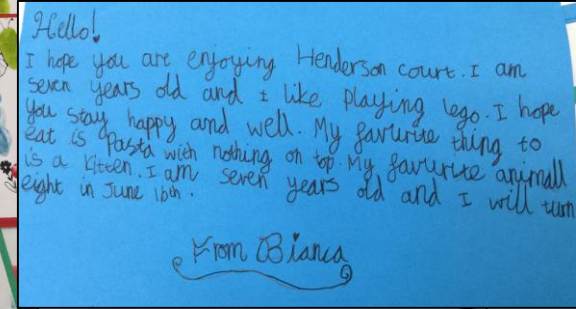 Hello!
I hope you are enjoying Henderson court. I am
seven years old and I like playing lego. I hope
you stay happy and well. My favurite thing to
eat is Pasta with nothing on top. My favurite animall
is a kitten. I am seven years old and I will turn
eight in June 16th.
From Bianca